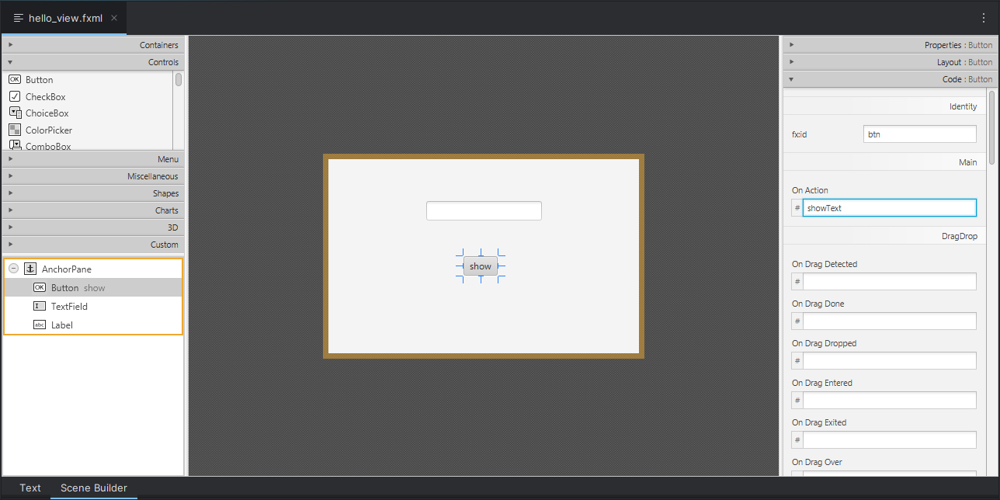 hello_view.fxml
Containers
Controls
OK Button
CheckBox
ChoiceBox
ColorPicker
ComboBox
Menu
Miscellaneous
Shapes
Charts
3D
Custom
AnchorPane
OK Button show
TextField
abc Label
show
Properties : Button
Layout : Button
Code : Button
Identity
fx:id
btn
Main
On Action
# showText
DragDrop
On Drag Detected
#
On Drag Done
#
On Drag Dropped
#
On Drag Entered
#
On Drag Exited
#
On Drag Over
Text Scene Builder